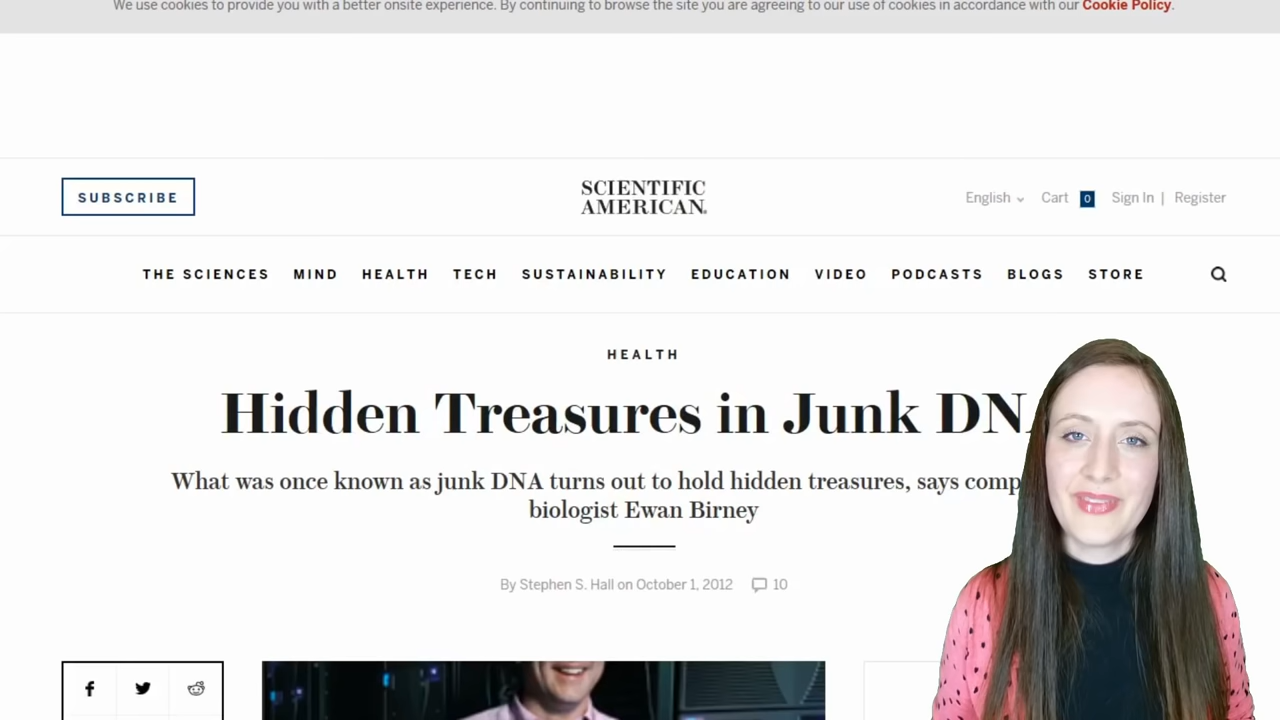 We use cookies to provide you with a better onsite experience. By continuing to browse the site you are agreeing to our use of cookies in accordance with our Cookie Policy.
SUBSCRIBE
SCIENTIFIC
AMERICAN.
English Cart 0 Sign In | Register
THE SCIENCES MIND HEALTH TECH SUSTAINABILITY EDUCATION VIDEO PODCASTS BLOGS STORE
HEALTH
Hidden Treasures in Junk
What was once known as junk DNA turns out to hold hidden treasures, says
biologist Ewan Birney
By Stephen S. Hall on October 1, 2012 10